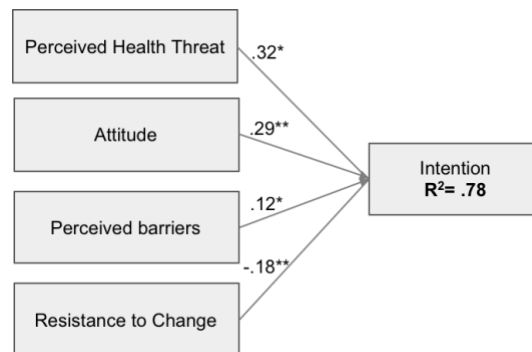 Perceived Health Threat
.32*
Attitude
.29**
Intention
R²= .78
Perceived barriers
.12*
-.18**
Resistance to Change